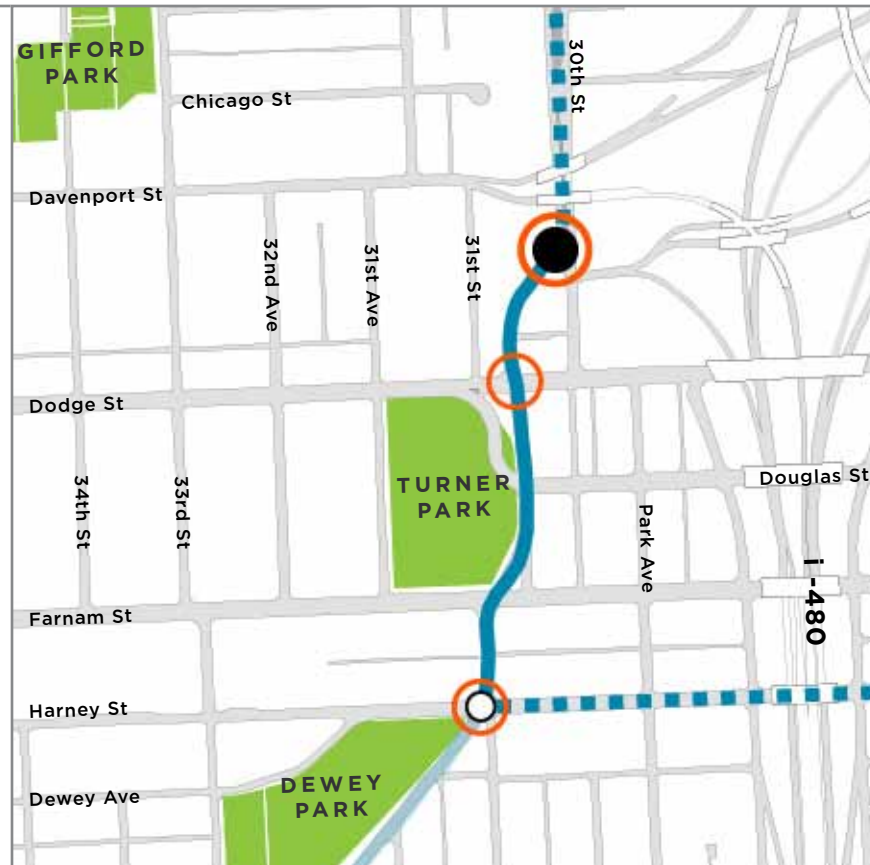 GIFFORD
PARK
30th St
Chicago St
Davenport St
32nd Ave
31st Ave
31st St
Dodge St
TURNER
PARK
Douglas St
34th St
33rd St
Park Ave
i-480
Farnam St
Harney St
DEWEY
PARK
Dewey Ave